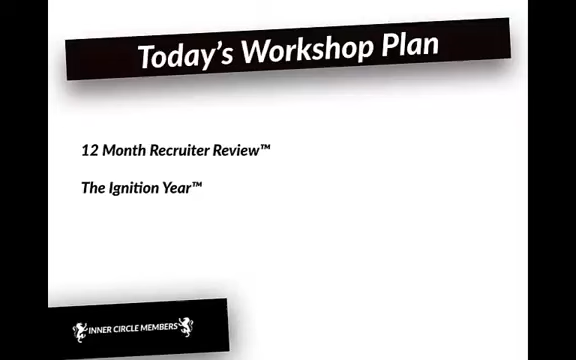 Today's Workshop Plan
12 Month Recruiter Review™
The Ignition Year™
INNER CIRCLE MEMBERS